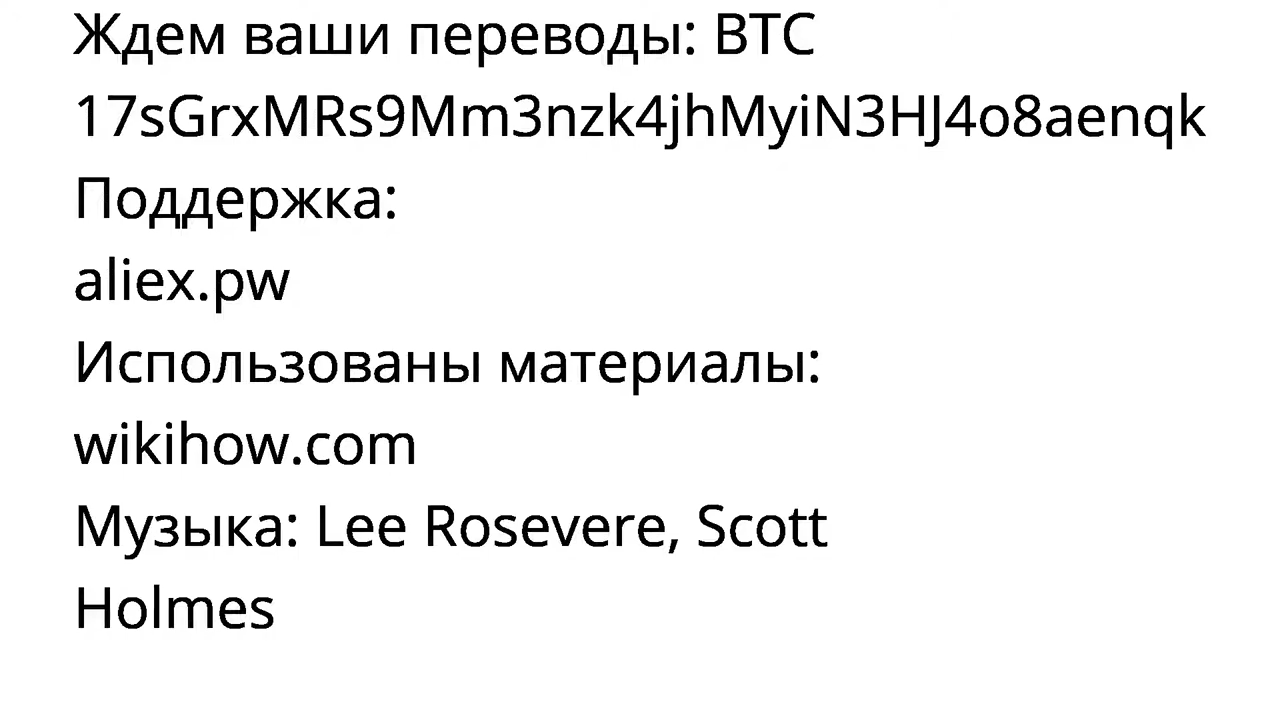 Ждем ваши переводы: BTC
17sGrxMRs9Mm3nzk4jhMyiN3HJ4o8aenqk
Поддержка:
aliex.pw
Использованы материалы:
wikihow.com
Музыка: Lee Rosevere, Scott
Holmes